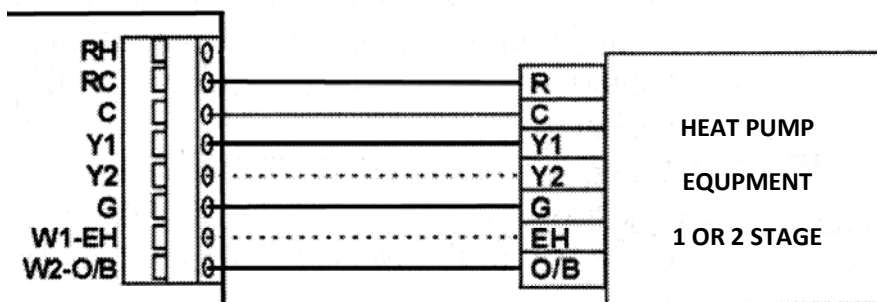 RH
RC
C
Y1
Y2
G
W1-EH
W2-O/B
R
C
Y1
Y2
G
EH
O/B
HEAT PUMP
EQUPMENT
1 OR 2 STAGE